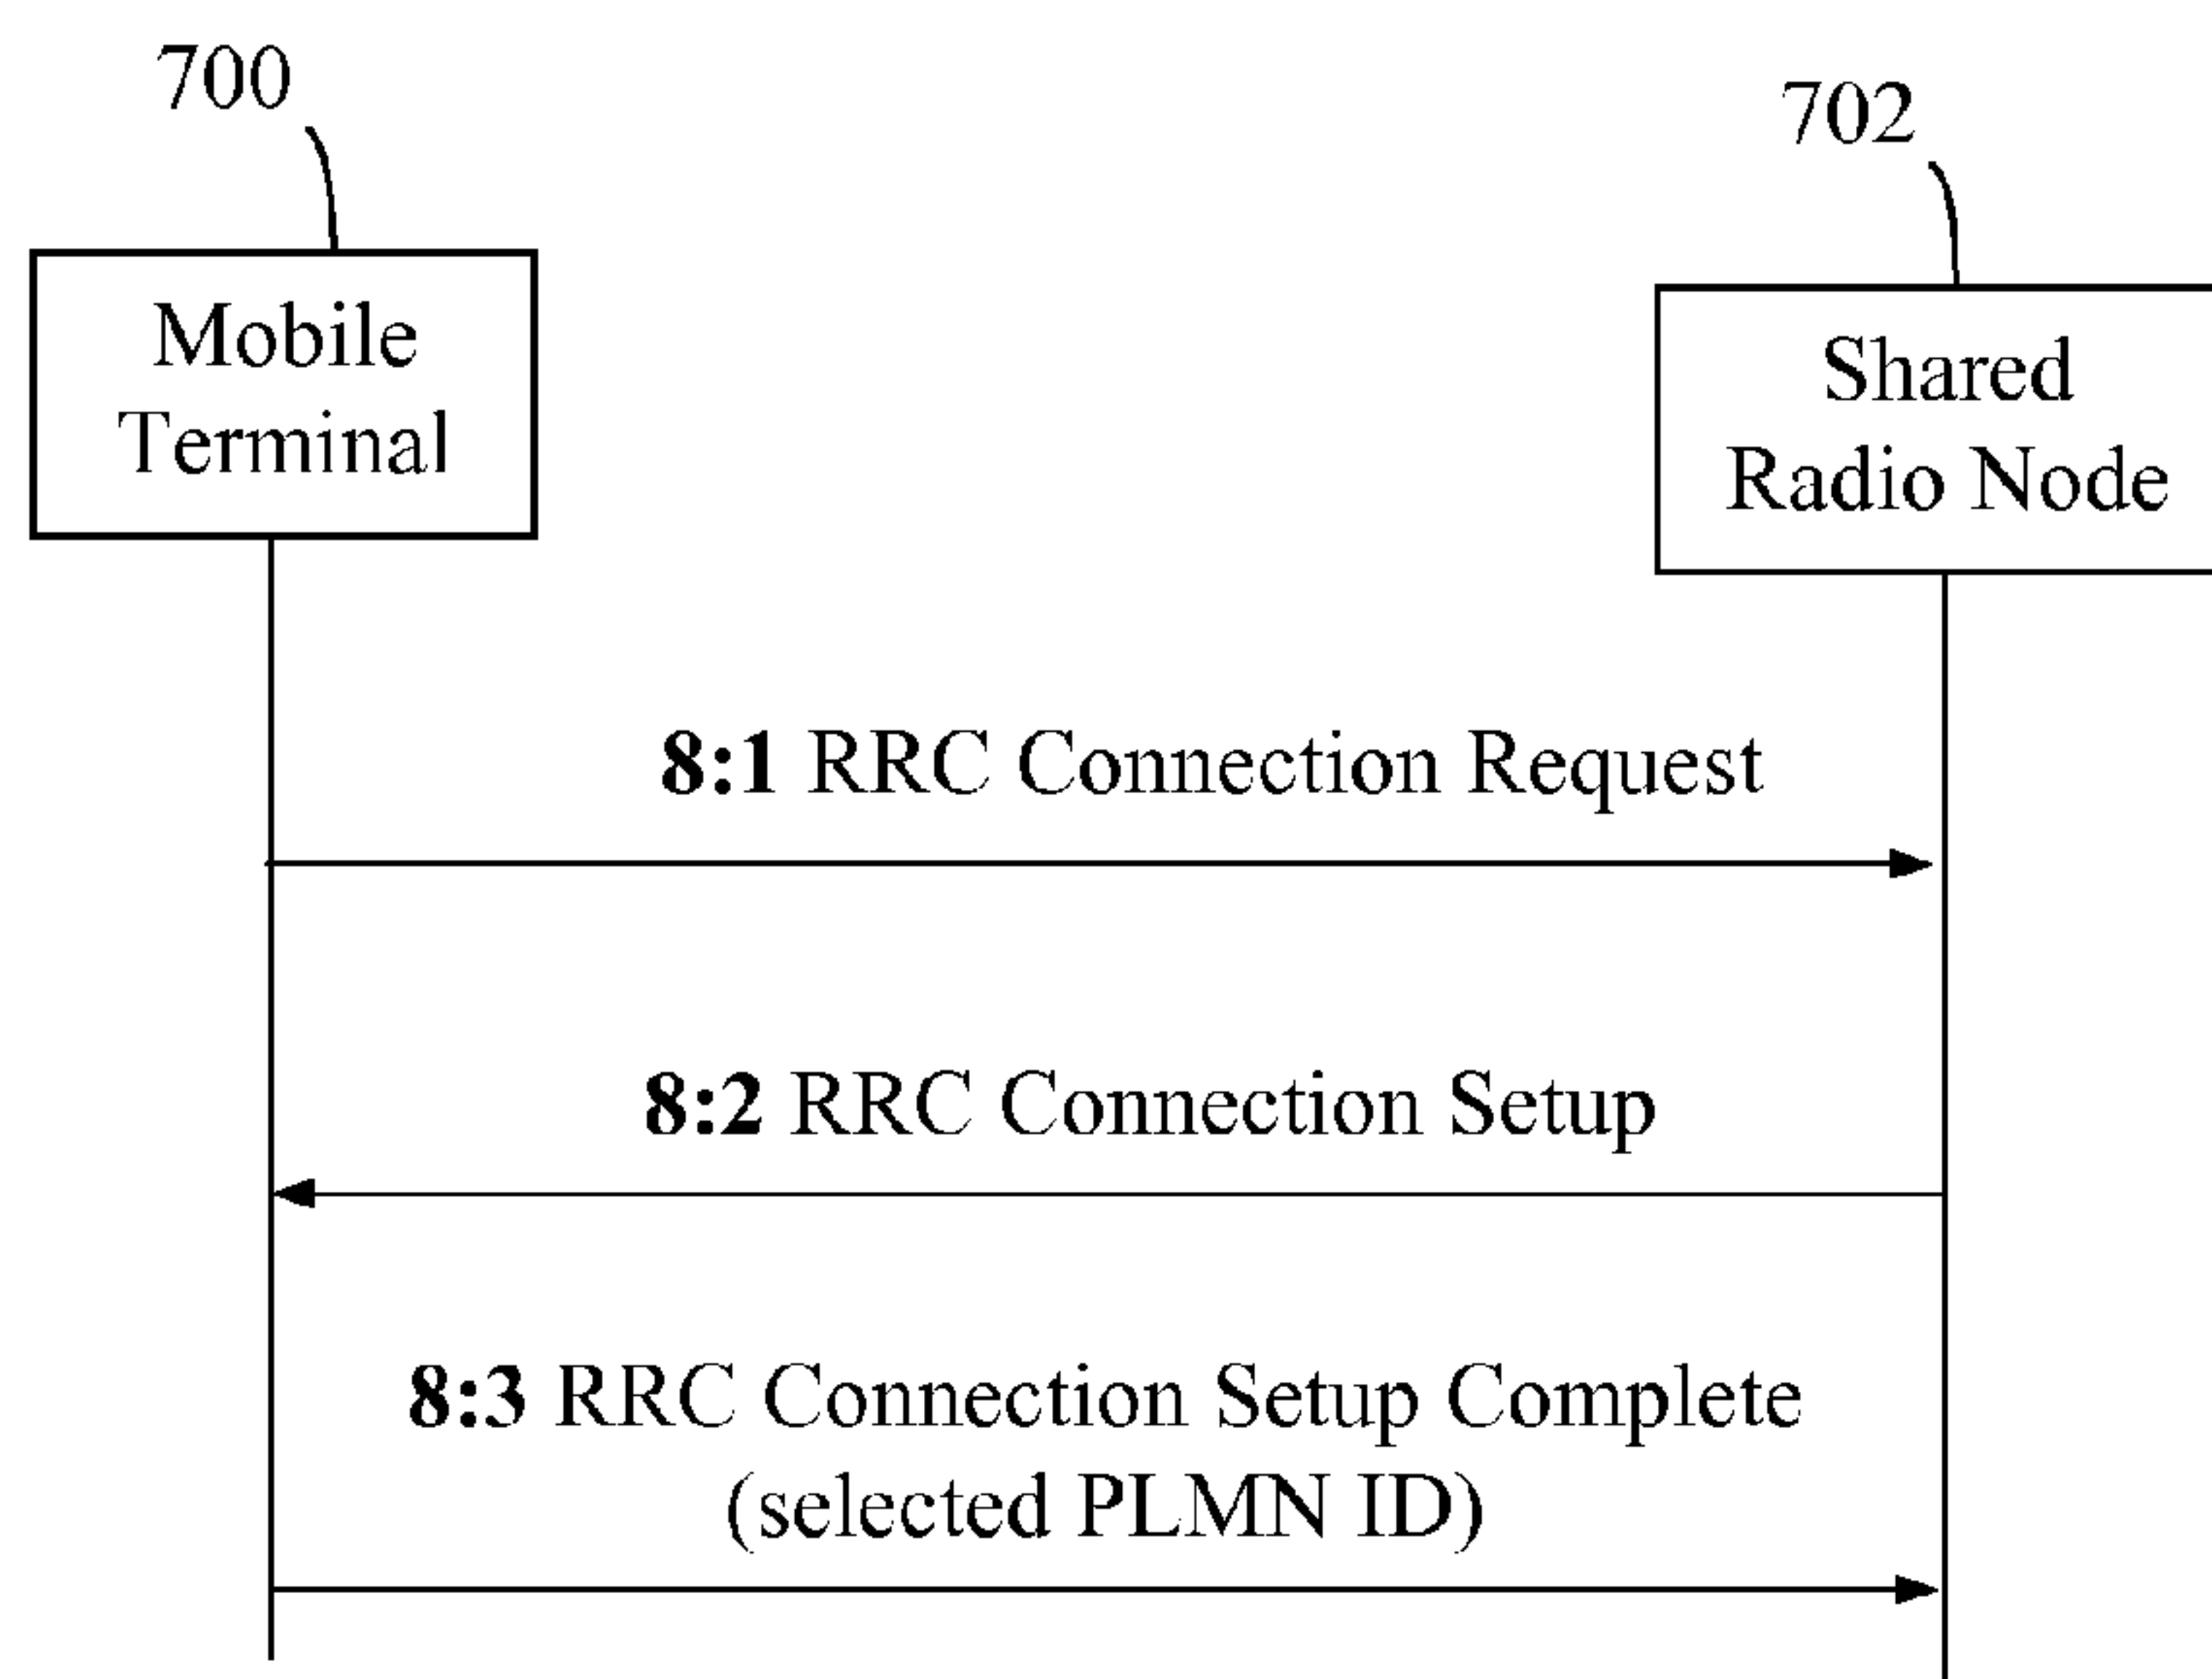 700
702
Mobile
Terminal
Shared
Radio Node
8:1 RRC Connection Request
8:2 RRC Connection Setup
8:3 RRC Connection Setup Complete
(selected PLMN ID)